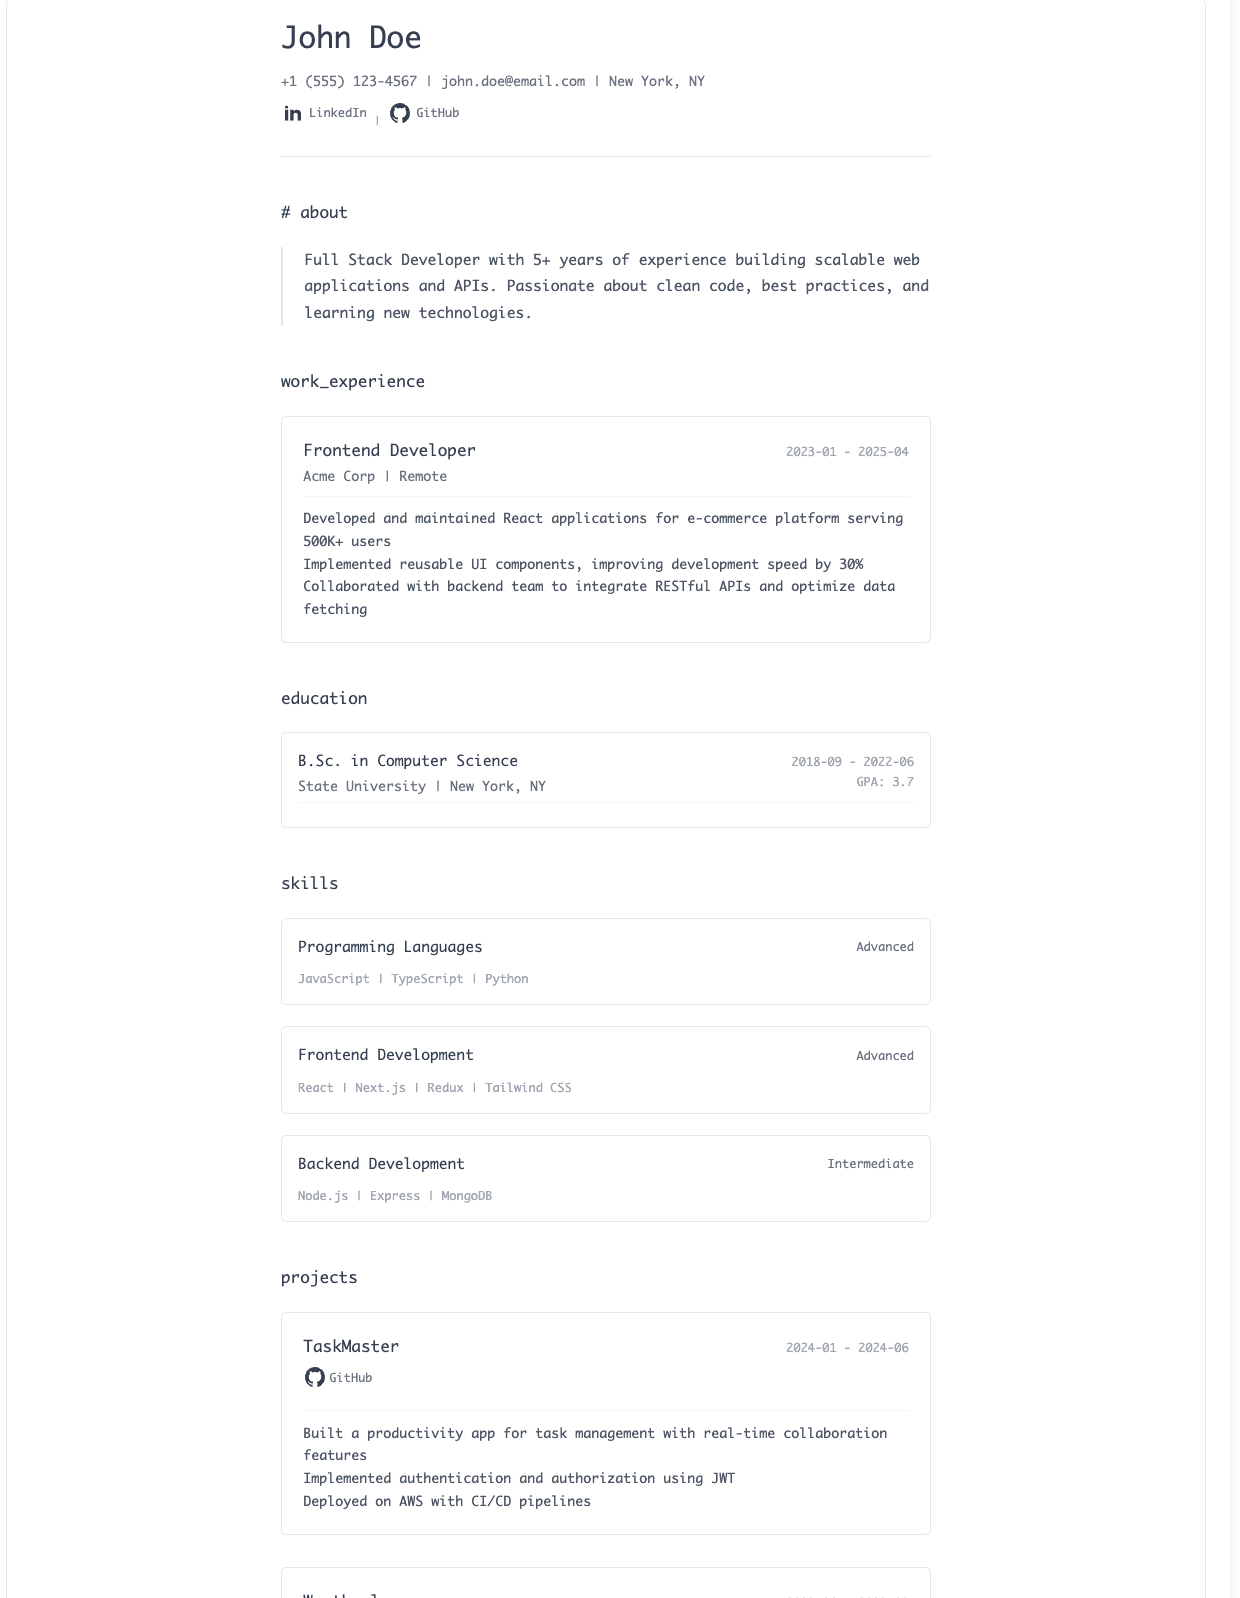 John Doe
+1 (555) 123-4567 | john.doe@email.com | New York, NY
LinkedIn | GitHub
# about
Full Stack Developer with 5+ years of experience building scalable web
applications and APIs. Passionate about clean code, best practices, and
learning new technologies.
work_experience
Frontend Developer 2023-01 - 2025-04
Acme Corp | Remote
Developed and maintained React applications for e-commerce platform serving
500K+ users
Implemented reusable UI components, improving development speed by 30%
Collaborated with backend team to integrate RESTful APIs and optimize data
fetching
education
B.Sc. in Computer Science 2018-09 - 2022-06
State University | New York, NY GPA: 3.7
skills
Programming Languages Advanced
JavaScript | TypeScript | Python
Frontend Development Advanced
React | Next.js | Redux | Tailwind CSS
Backend Development Intermediate
Node.js | Express | MongoDB
projects
TaskMaster 2024-01 - 2024-06
GitHub
Built a productivity app for task management with real-time collaboration
features
Implemented authentication and authorization using JWT
Deployed on AWS with CI/CD pipelines